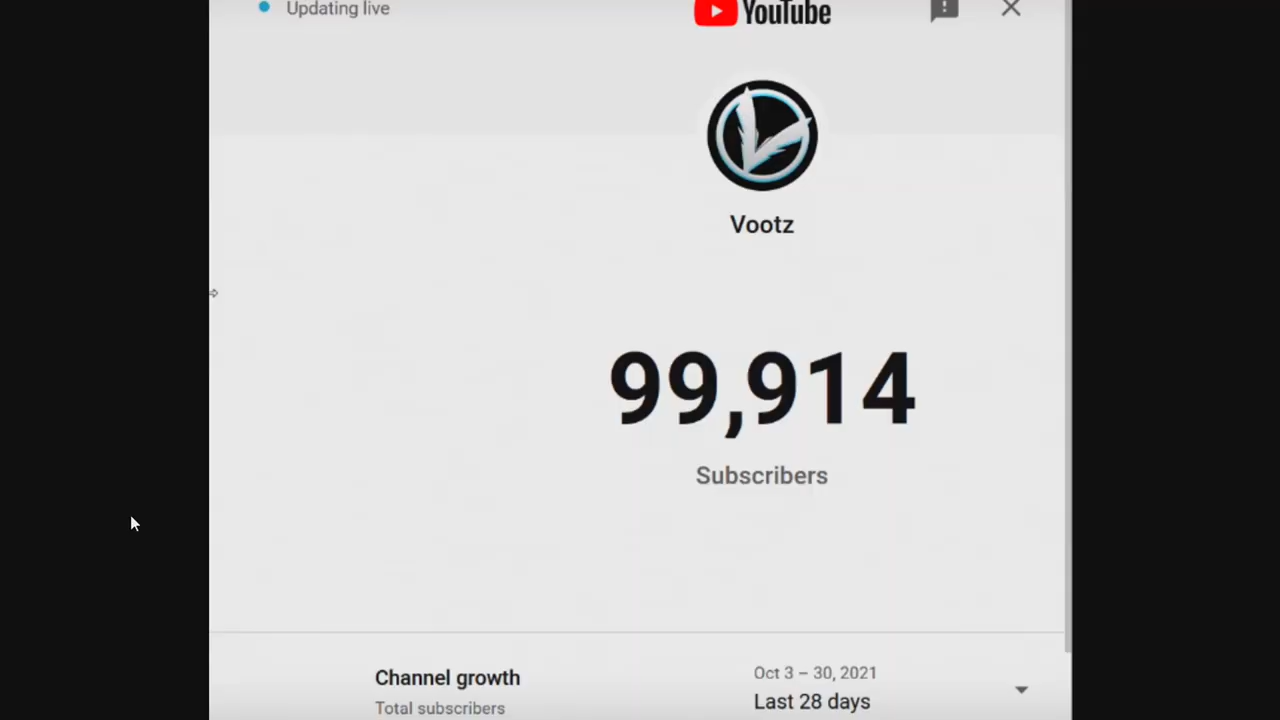 Updating live
YouTube
Vootz
99,914
Subscribers
Channel growth
Total subscribers
Oct 3 – 30, 2021
Last 28 days